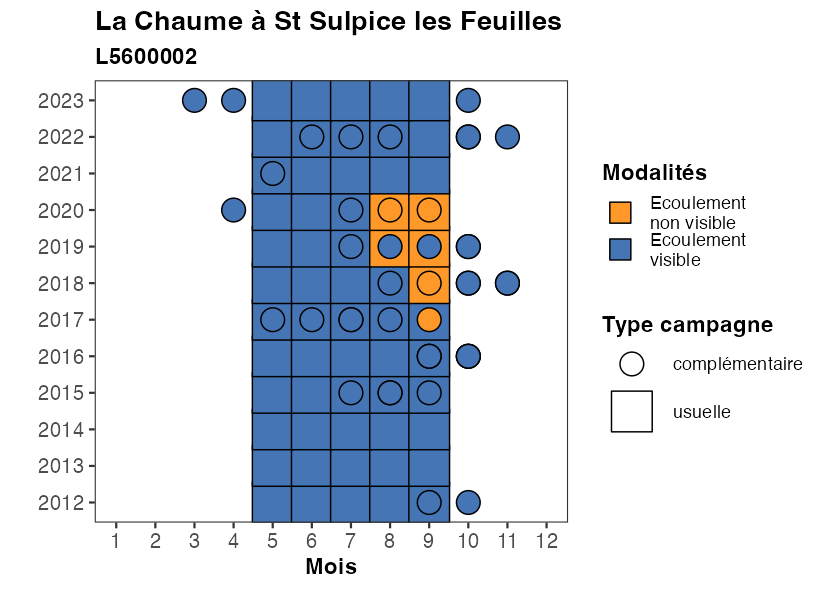 La Chaume à St Sulpice les Feuilles
L5600002
2023
2022
2021
2020
2019
2018
2017
2016
2015
2014
2013
2012
1 2 3 4 5 6 7 8 9 10 11 12
Mois
Modalités
Ecoulement
non visible
Ecoulement
visible
Type campagne
complémentaire
usuelle